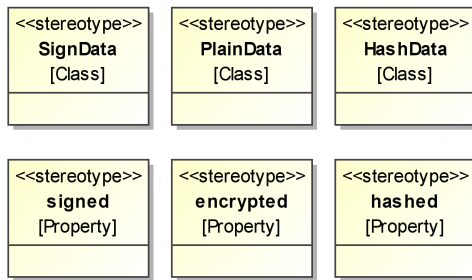 <<stereotype>>
SignData
[Class]
<<stereotype>>
PlainData
[Class]
<<stereotype>>
HashData
[Class]
<<stereotype>>
signed
[Property]
<<stereotype>>
encrypted
[Property]
<<stereotype>>
hashed
[Property]